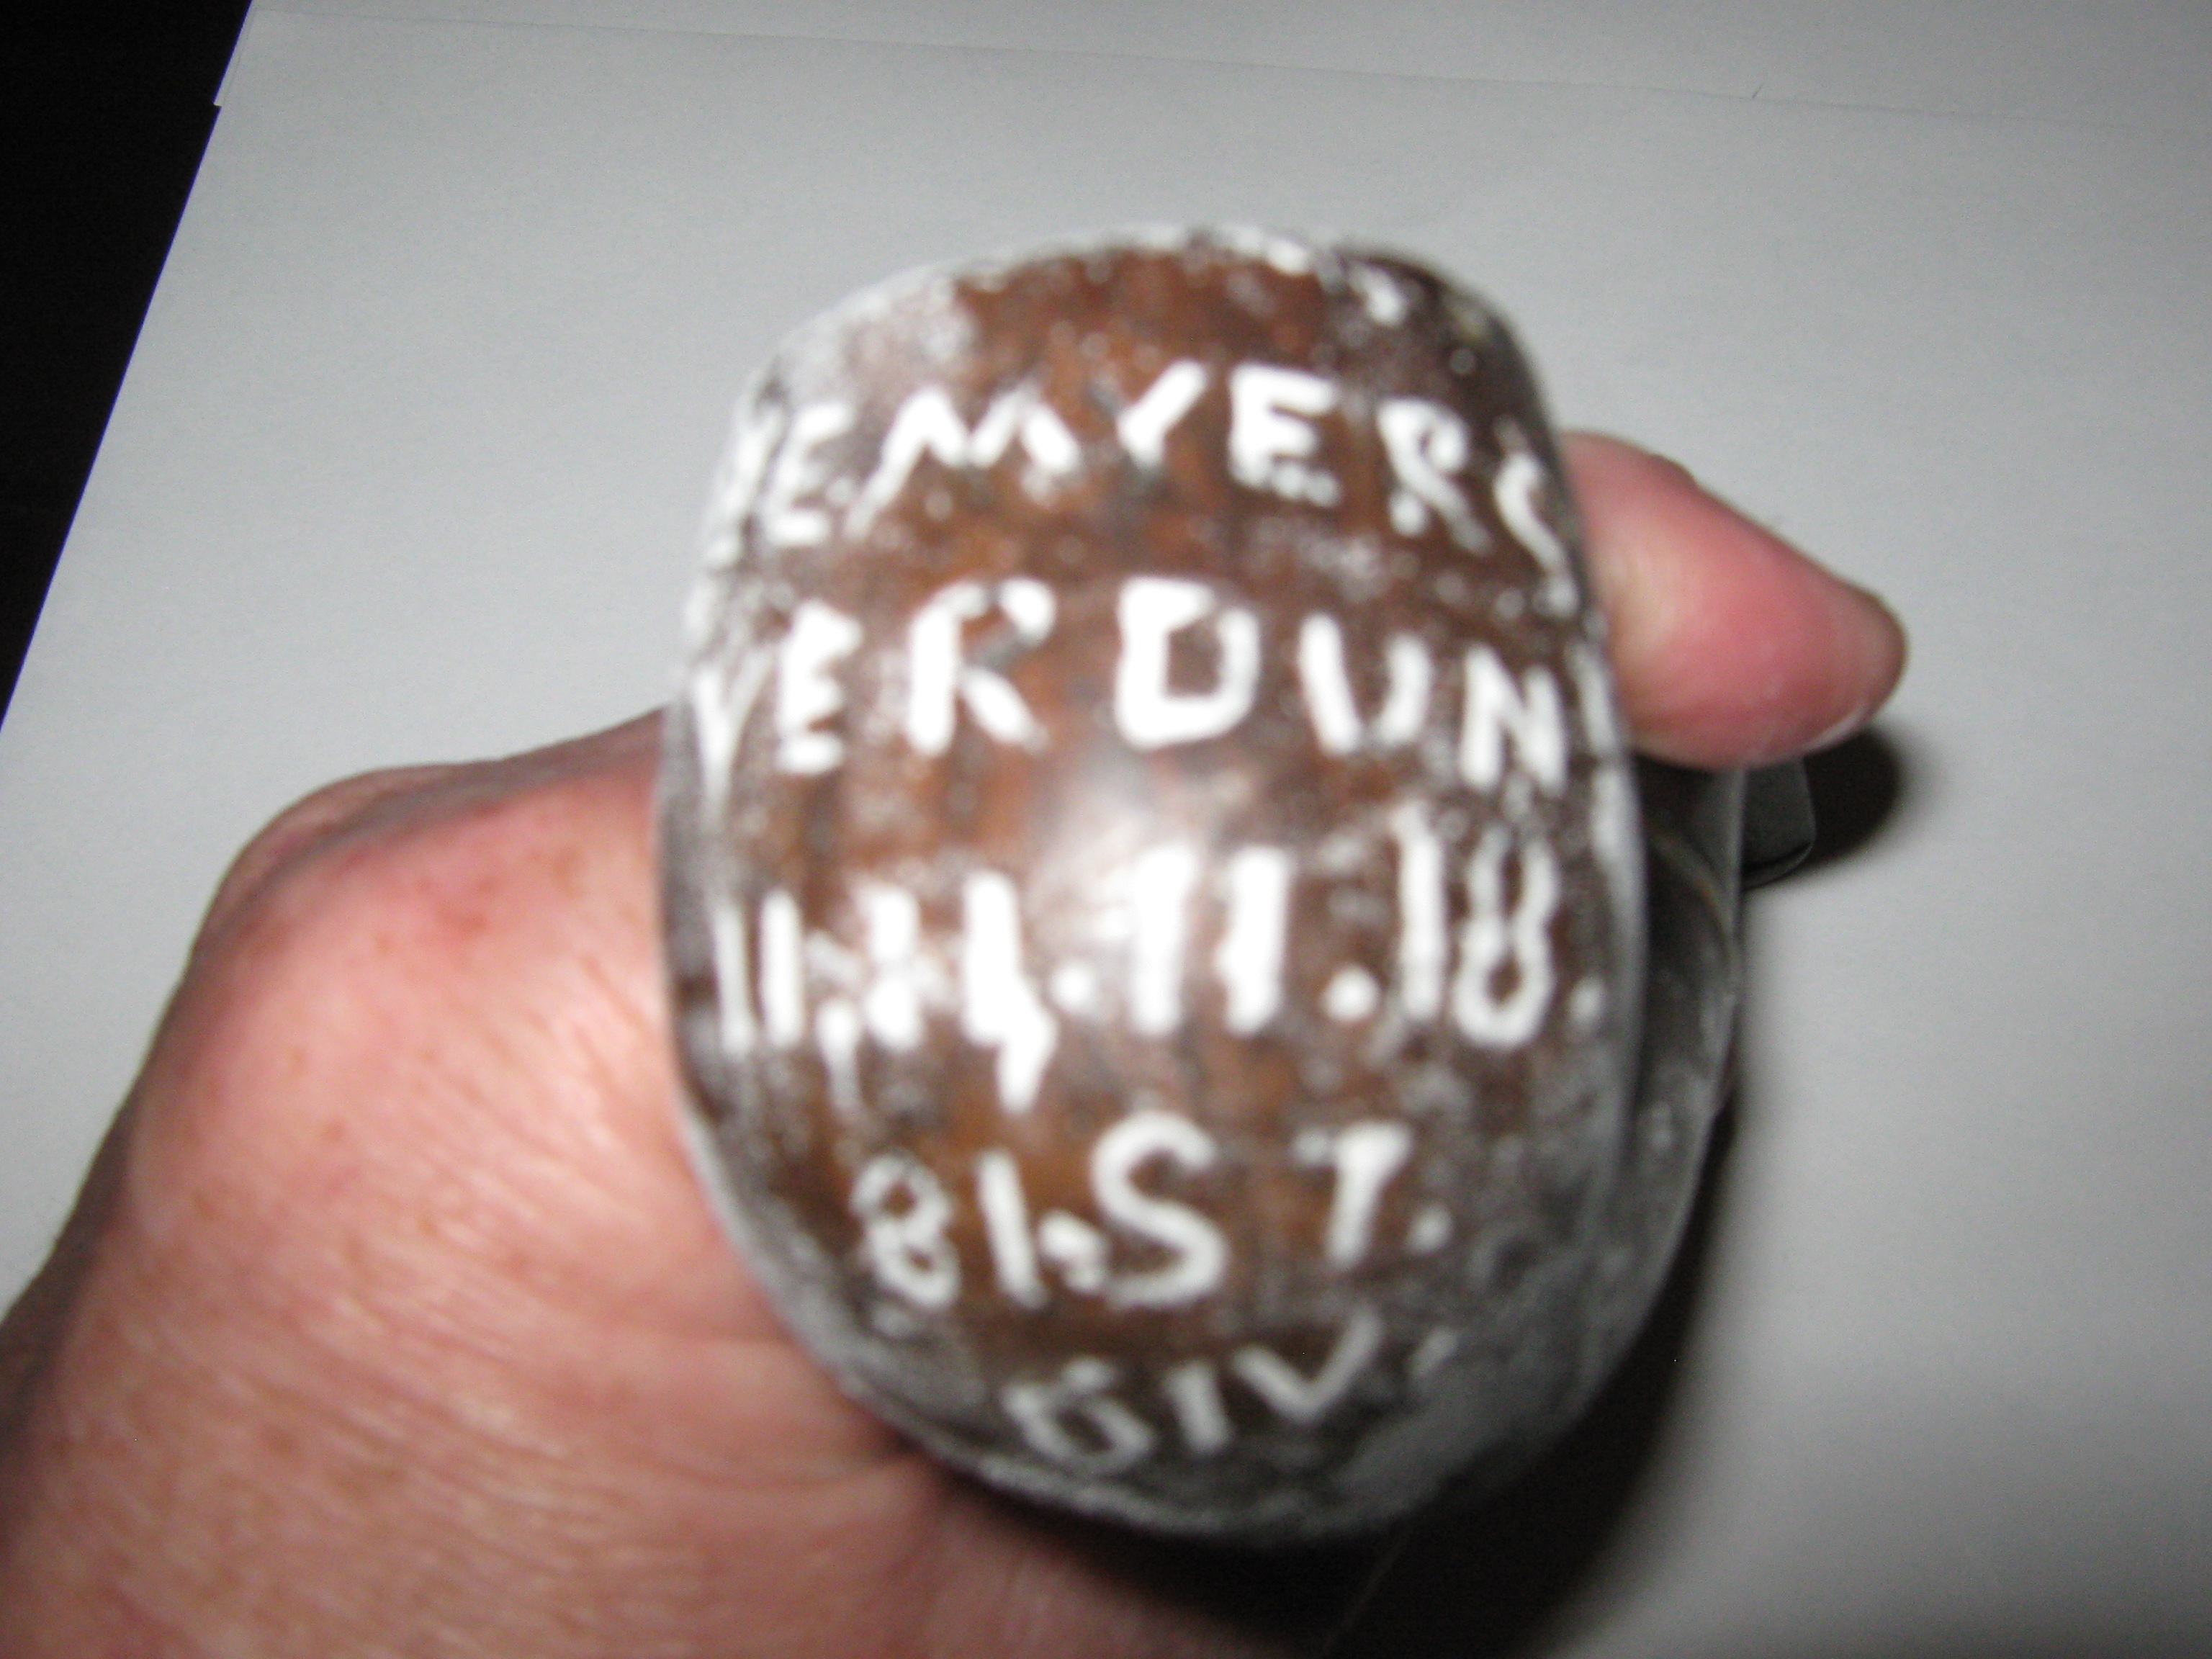 E. MYERS
VERDUN
11.11.18.
81.ST.
DIV.